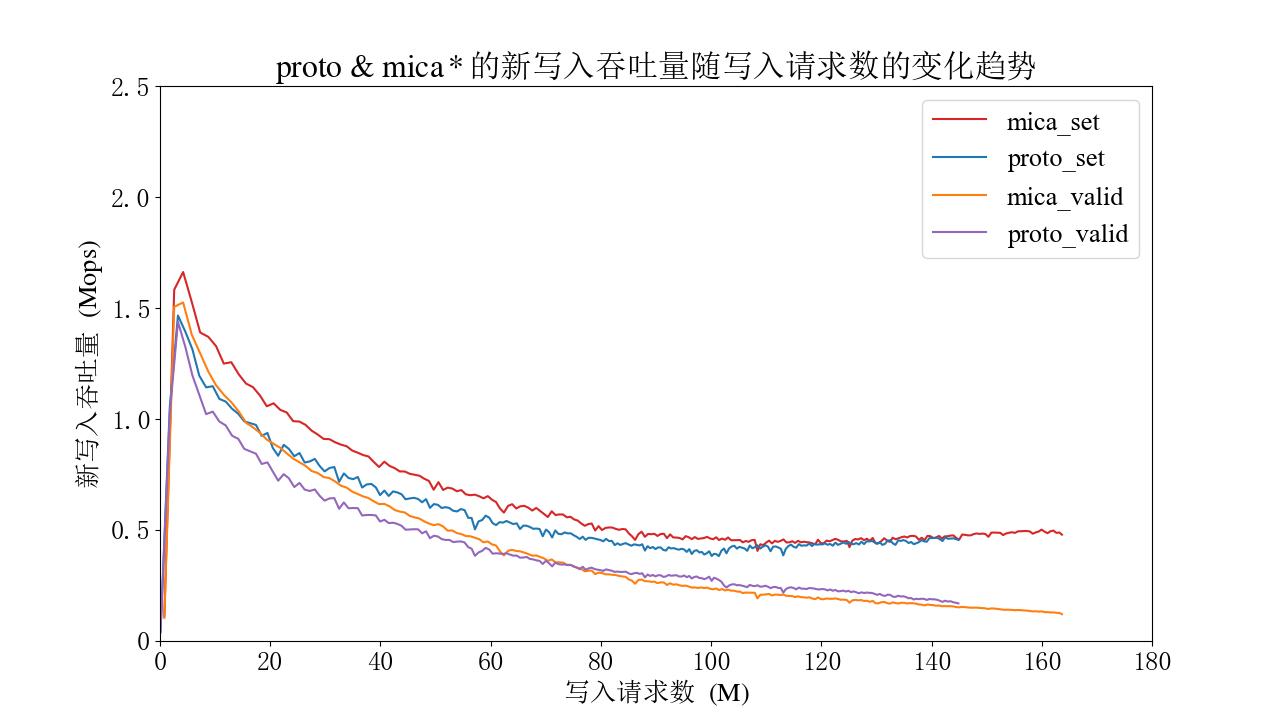 proto & mica * 的新写入吞吐量随写入请求数的变化趋势
2.5
2.0
1.5
1.0
0.5
0
新写入吞吐量 (Mops)
mica_set
proto_set
mica_valid
proto_valid
0 20 40 60 80 100 120 140 160 180
写入请求数 (M)